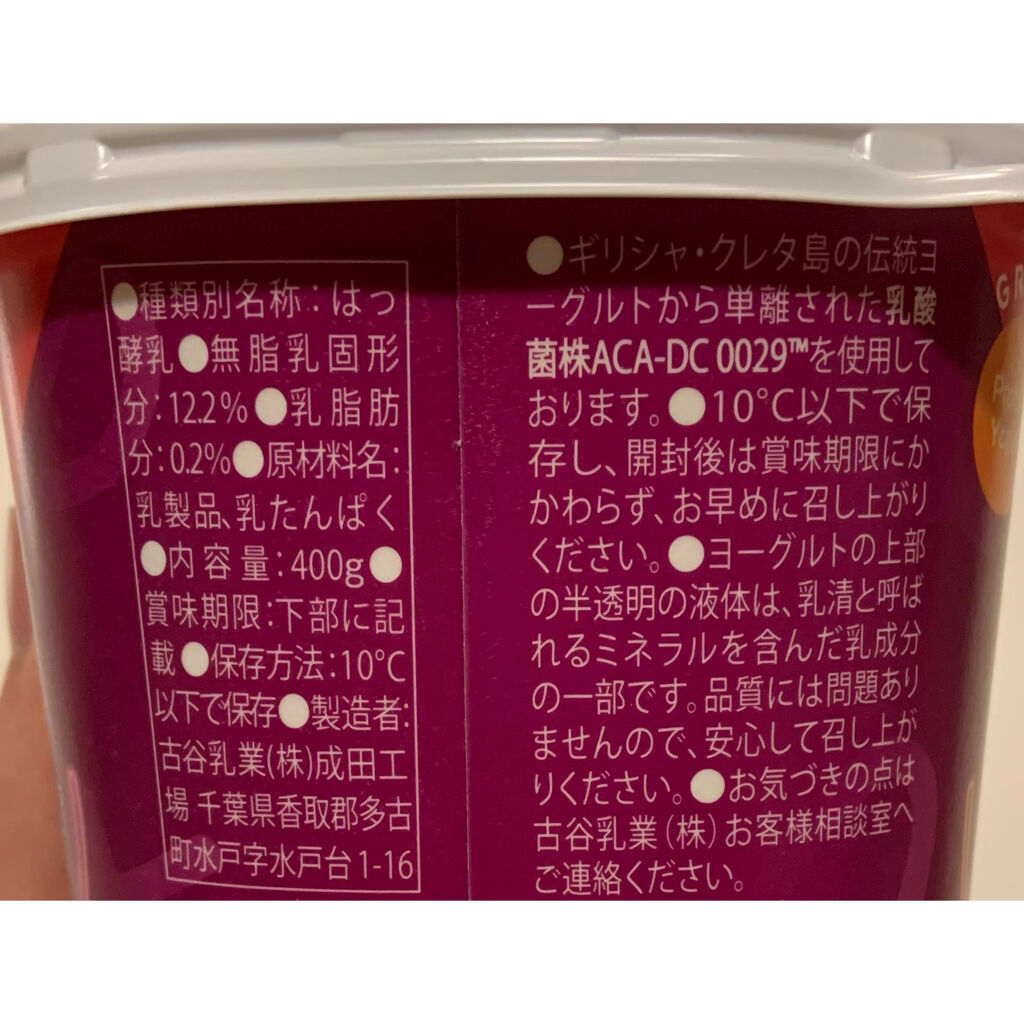 ●種類別名称：はっ
酵乳●無脂乳固形
分：12.2%●乳脂肪
分：0.2%●原材料名：
乳製品、乳たんぱく
●内容量：400g●
賞味期限：下部に記
載●保存方法：10℃
以下で保存●製造者：
古谷乳業(株)成田工
場 千葉県香取郡多古
町水戸字水戸台1-16
●ギリシャ・クレタ島の伝統ヨ
ーグルトから単離された乳酸
菌株ACA-DC 0029™を使用して
おります。●10℃以下で保
存し、開封後は賞味期限にか
かわらず、お早めに召し上がり
ください。●ヨーグルトの上部
の半透明の液体は、乳清と呼ば
れるミネラルを含んだ乳成分
の一部です。品質には問題あり
ませんので、安心して召し上が
りください。●お気づきの点は
古谷乳業(株)お客様相談室へ
ご連絡ください。